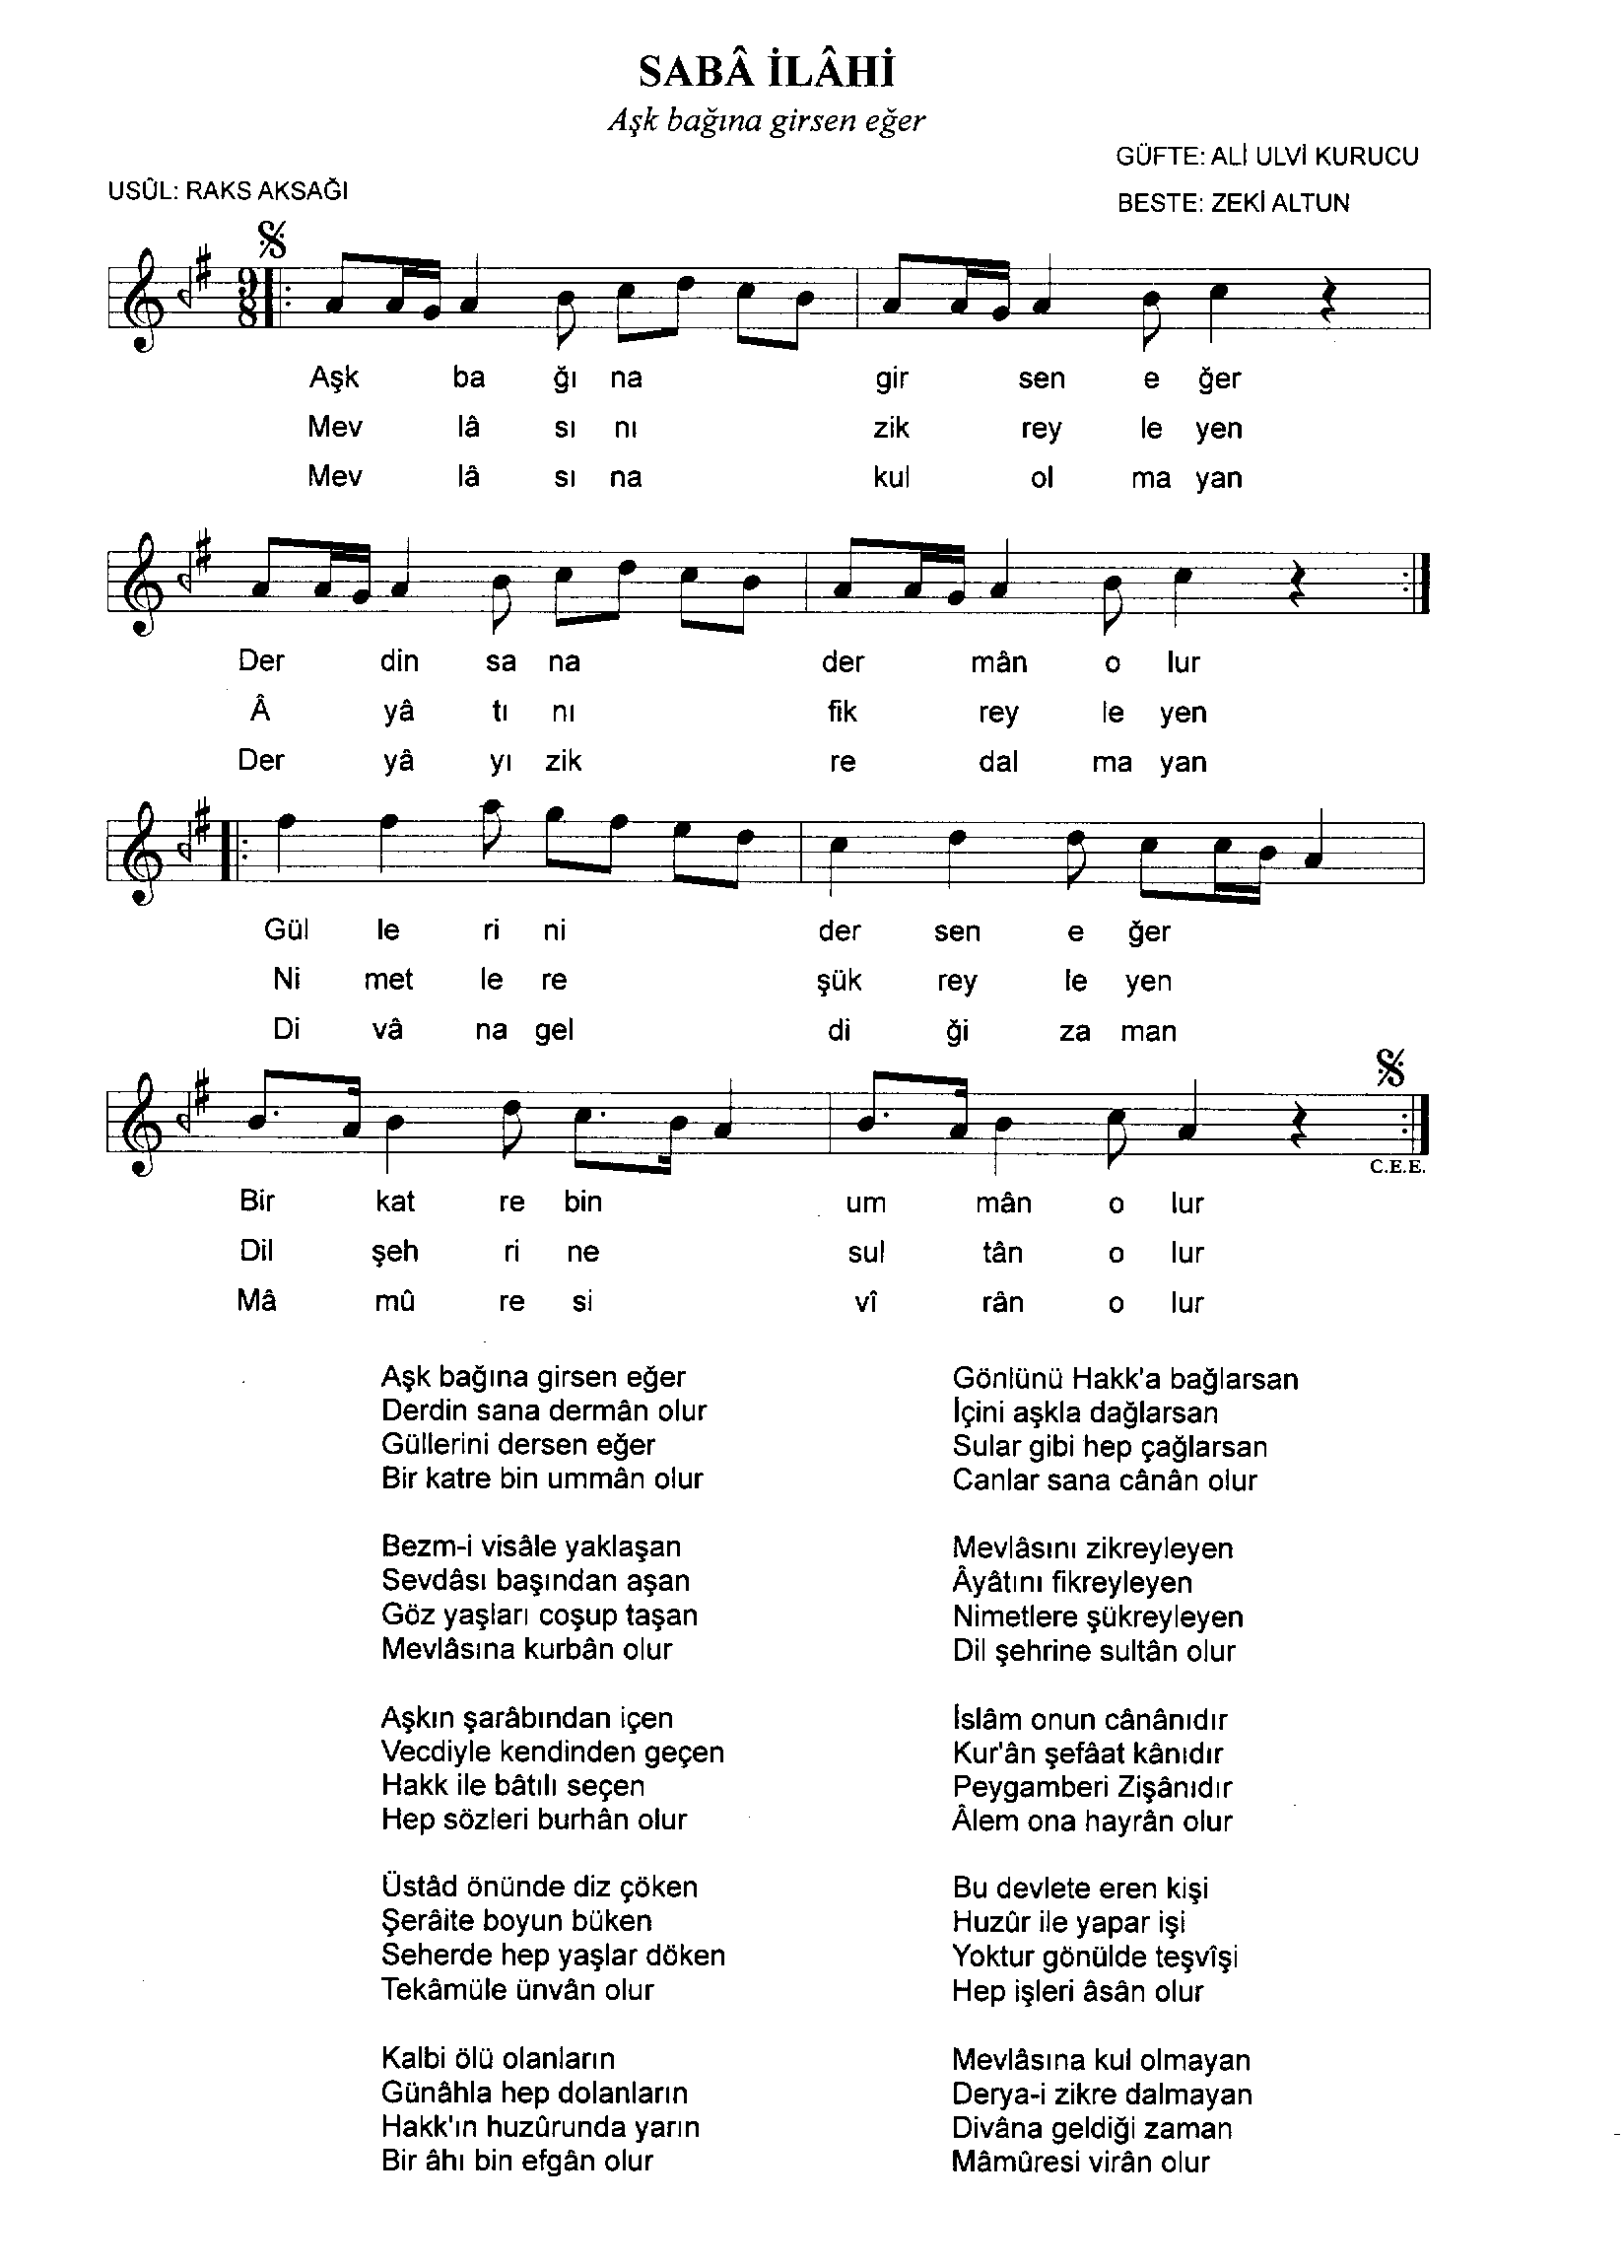 SABÂ İLÂHİ
Aşk bağına girsen eğer
GÜFTE: ALİ ULVİ KURUCU
USÛL: RAKS AKSAĞI
BESTE: ZEKİ ALTUN
9
8
Aşk ba ğı na gir sen e ğer
Mev lâ sı nı zik rey le yen
Mev lâ sı na kul ol ma yan
Der din sa na der mân o lur
Â yâ tı nı fik rey le yen
Der yâ yı zik re dal ma yan
Gül le ri ni der sen e ğer
Ni met le re şük rey le yen
Di vâ na gel di ği za man
C.E.E.
Bir kat re bin um mân o lur
Dil şeh ri ne sul tân o lur
Mâ mû re si vî rân o lur
Aşk bağına girsen eğer
Derdin sana dermân olur
Güllerini dersen eğer
Bir katre bin ummân olur
Bezm-i visâle yaklaşan
Sevdâsı başından aşan
Göz yaşları coşup taşan
Mevlâsına kurbân olur
Aşkın şarâbından içen
Vecdiyle kendinden geçen
Hakk ile bâtılı seçen
Hep sözleri burhân olur
Üstâd önünde diz çöken
Şerâite boyun büken
Seherde hep yaşlar döken
Tekâmüle ünvân olur
Kalbi ölü olanların
Günâhla hep dolanların
Hakk'ın huzûrunda yarın
Bir âhı bin efgân olur
Gönlünü Hakk'a bağlarsan
İçini aşkla dağlarsan
Sular gibi hep çağlarsan
Canlar sana cânân olur
Mevlâsını zikreyleyen
Âyâtını fikreyleyen
Nimetlere şükreyleyen
Dil şehrine sultân olur
İslâm onun cânânıdır
Kur'ân şefâat kânıdır
Peygamberi Zişânıdır
Âlem ona hayrân olur
Bu devlete eren kişi
Huzûr ile yapar işi
Yoktur gönülde teşvîşi
Hep işleri âsân olur
Mevlâsına kul olmayan
Derya-i zikre dalmayan
Divâna geldiği zaman
Mâmûresi virân olur